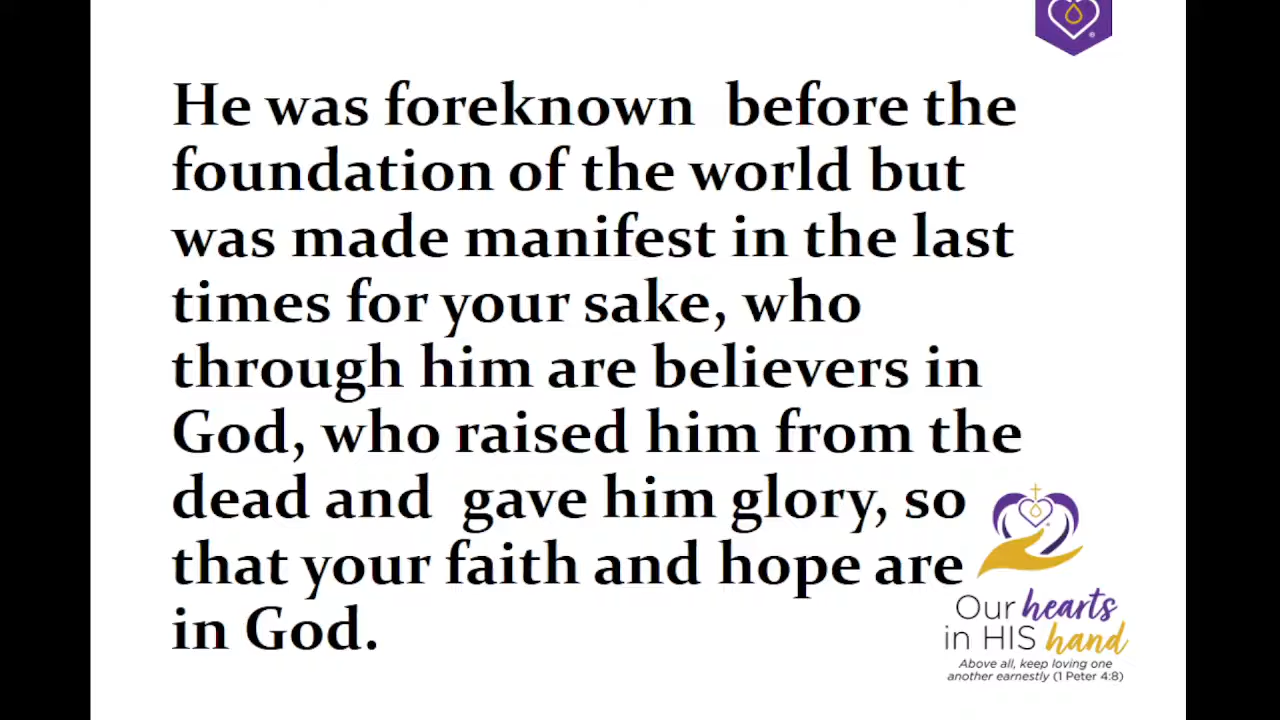 He was foreknown  before the
foundation of the world but
was made manifest in the last
times for your sake, who
through him are believers in
God, who raised him from the
dead and  gave him glory, so
that your faith and hope are
in God.
Our hearts
in HIS hand
Above all, keep loving one
another earnestly (1 Peter 4:8)